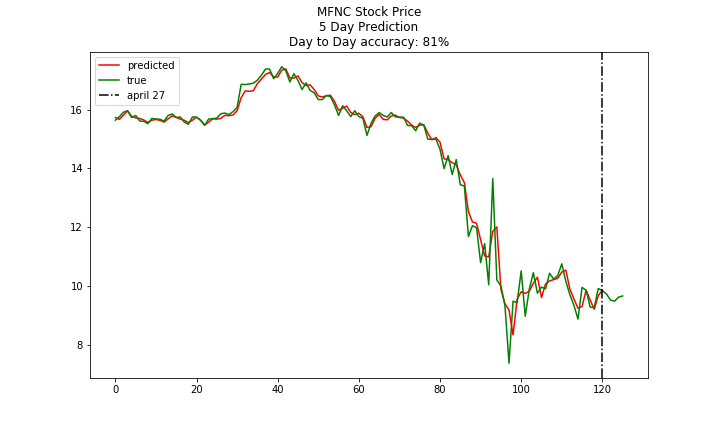 MFNC Stock Price
5 Day Prediction
Day to Day accuracy: 81%
predicted
true
april 27
16
14
12
10
8
0
20
40
60
80
100
120